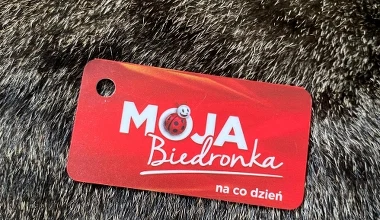 MOJA
Biedronka
na co dzień